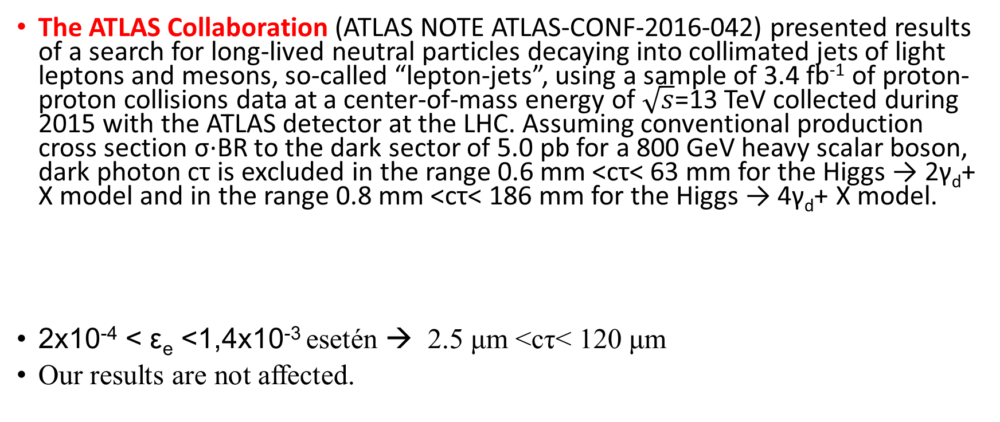 • The ATLAS Collaboration (ATLAS NOTE ATLAS-CONF-2016-042) presented results
of a search for long-lived neutral particles decaying into collimated jets of light
leptons and mesons, so-called “lepton-jets”, using a sample of 3.4 fb⁻¹ of proton-
proton collisions data at a center-of-mass energy of √s=13 TeV collected during
2015 with the ATLAS detector at the LHC. Assuming conventional production
cross section σ·BR to the dark sector of 5.0 pb for a 800 GeV heavy scalar boson,
dark photon cτ is excluded in the range 0.6 mm <cτ< 63 mm for the Higgs → 2γ_d+
X model and in the range 0.8 mm <cτ< 186 mm for the Higgs → 4γ_d+ X model.
• 2x10⁻⁴ < εₑ <1,4x10⁻³ esetén → 2.5 μm <cτ< 120 μm
• Our results are not affected.